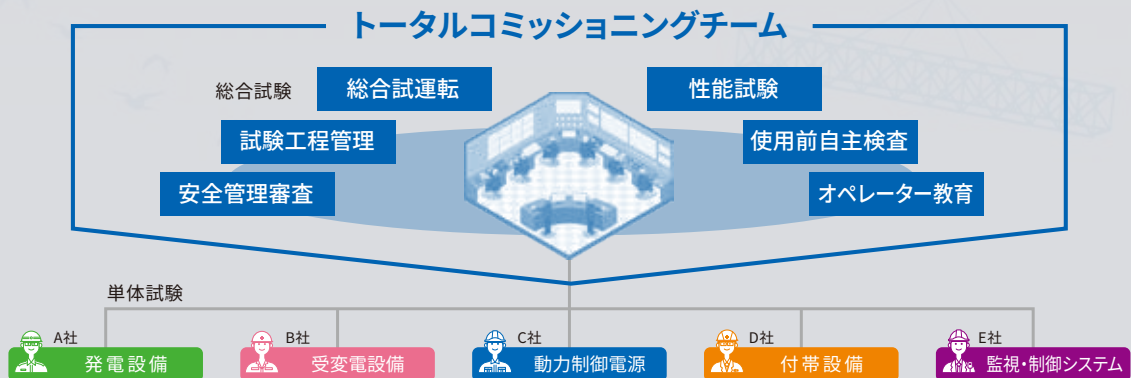 トータルコミッショニングチーム
総合試験
総合試運転
性能試験
試験工程管理
使用前自主検査
安全管理審査
オペレーター教育
単体試験
A社
発電設備
B社
受変電設備
C社
動力制御電源
D社
付帯設備
E社
監視・制御システム